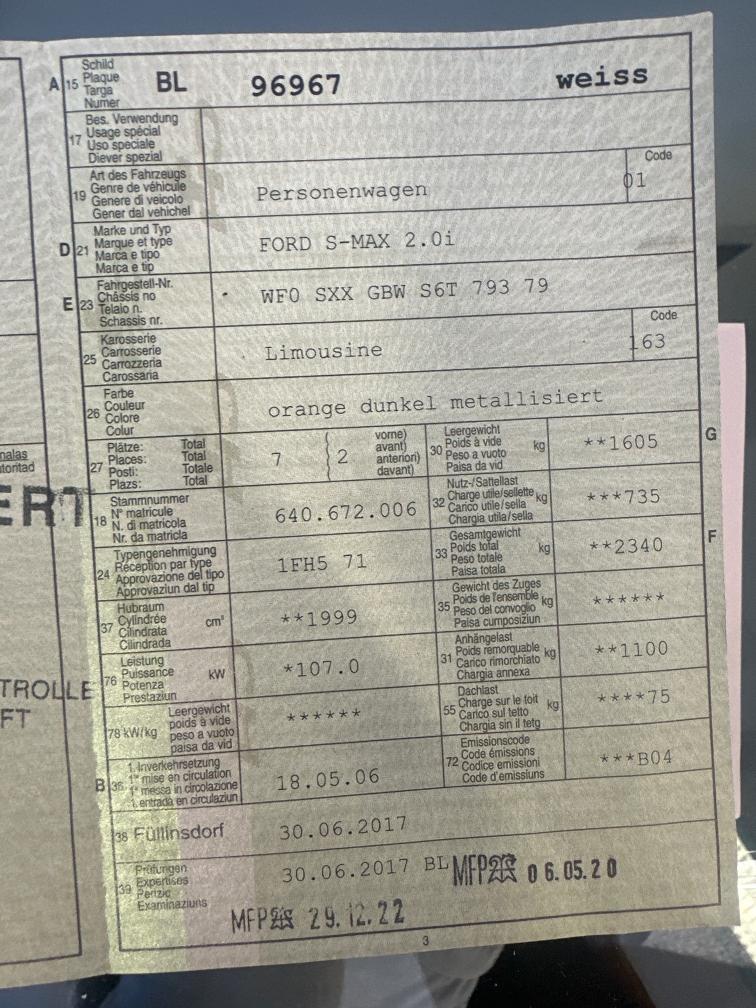 A 15 Schild
Plaque
Targa
Numer
BL 96967 weiss
17 Bes. Verwendung
Usage spécial
Uso speciale
Diever spezial
19 Art des Fahrzeugs
Genre de véhicule
Genere di veicolo
Gener dal vehichel
Personenwagen
Code
01
D 21 Marke und Typ
Marque et type
Marca e tipo
Marca e tip
FORD S-MAX 2.0i
E 23 Fahrgestell-Nr.
Châssis no
Telaio n.
Schassis nr.
WF0 SXX GBW S6T 793 79
25 Karosserie
Carrosserie
Carrozzeria
Carossaria
Limousine
Code
163
26 Farbe
Couleur
Colore
Colur
orange dunkel metallisiert
27 Plätze: Total
Places: Total
Posti: Totale
Plazs: Total
7 { 2
vorne)
avant)
anteriori)
davant)
30 Leergewicht
Poids à vide
Peso a vuoto
Paisa da vid
kg
**1605
G
18 Stammnummer
N° matricule
N. di matricola
Nr. da matricla
640.672.006
32 Nutz-/Sattellast
Charge utile/sellette
Carico utile/sella
Chargia utila/sella
kg
***735
24 Typengenehmigung
Réception par type
Approvazione del tipo
Approvaziun dal tip
1FH5 71
33 Gesamtgewicht
Poids total
Peso totale
Paisa totala
kg
**2340
F
37 Hubraum
Cylindrée
Cilindrata
Cilindrada
cm³
**1999
35 Gewicht des Zuges
Poids de l'ensemble
Peso del convoglio
Paisa cumposiziun
kg
******
76 Leistung
Puissance
Potenza
Prestaziun
kW
*107.0
31 Anhängelast
Poids remorquable
Carico rimorchiato
Chargia annexa
kg
**1100
78 kW/kg Leergewicht
poids à vide
peso a vuoto
paisa da vid
******
55 Dachlast
Charge sur le toit
Carico sul tetto
Chargia sin il tetg
kg
****75
B 36 1. Inverkehrsetzung
1re mise en circulation
1a messa in circolazione
1. entrada en circulaziun
18.05.06
72 Emissionscode
Code émissions
Codice emissioni
Code d'emissiuns
***B04
38 Füllinsdorf 30.06.2017
39 Prüfungen
Expertises
Perizie
Examinaziuns
30.06.2017 BL MFP 06.05.20
MFP 29.12.22
3
nalas
toritad
ERT
TROLLE
FT